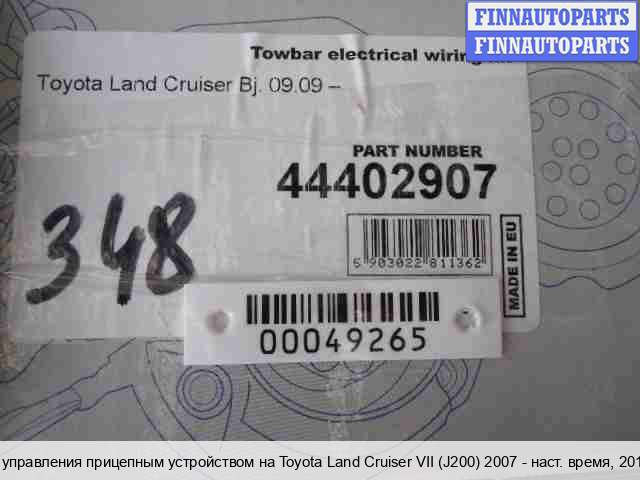 FINNAUTOPARTS
FINNAUTOPARTS
Towbar electrical wiring
Toyota Land Cruiser Bj. 09.09 –
PART NUMBER
44402907
348
5 903022 811362
MADE IN EU
00049265
управления прицепным устройством на Toyota Land Cruiser VII (J200) 2007 - наст. время, 201